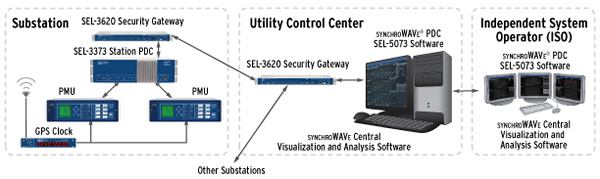 Substation
SEL-3620 Security Gateway
SEL-3373 Station PDC
PMU
PMU
GPS Clock
Utility Control Center
SEL-3620 Security Gateway
SYNCHROWAVE® PDC
SEL-5073 Software
SYNCHROWAVE Central
Visualization and Analysis Software
Other Substations
Independent System
Operator (ISO)
SYNCHROWAVE® PDC
SEL-5073 Software
SYNCHROWAVE Central
Visualization and
Analysis Software